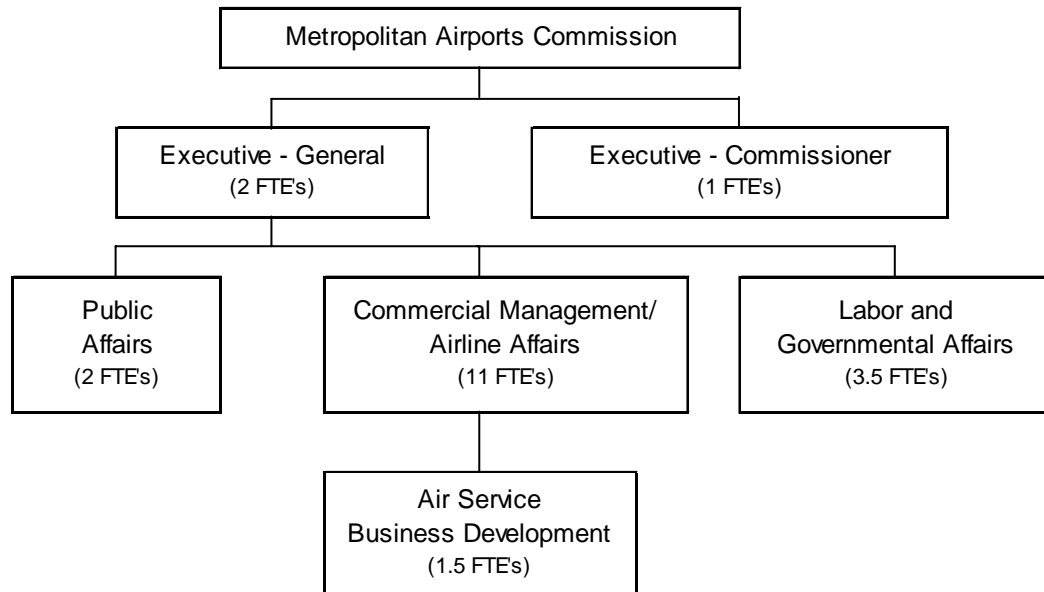 Metropolitan Airports Commission
Executive - General
(2 FTE's)
Executive - Commissioner
(1 FTE's)
Public
Affairs
(2 FTE's)
Commercial Management/
Airline Affairs
(11 FTE's)
Labor and
Governmental Affairs
(3.5 FTE's)
Air Service
Business Development
(1.5 FTE's)